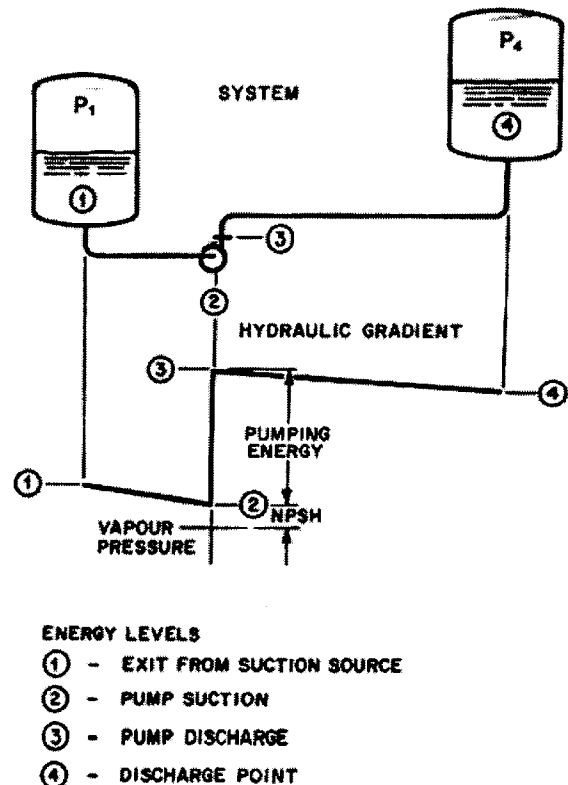 P4
P1
SYSTEM
4
1
3
2
HYDRAULIC GRADIENT
3
4
PUMPING
ENERGY
1
2
NPSH
VAPOUR
PRESSURE
ENERGY LEVELS
1 - EXIT FROM SUCTION SOURCE
2 - PUMP SUCTION
3 - PUMP DISCHARGE
4 - DISCHARGE POINT